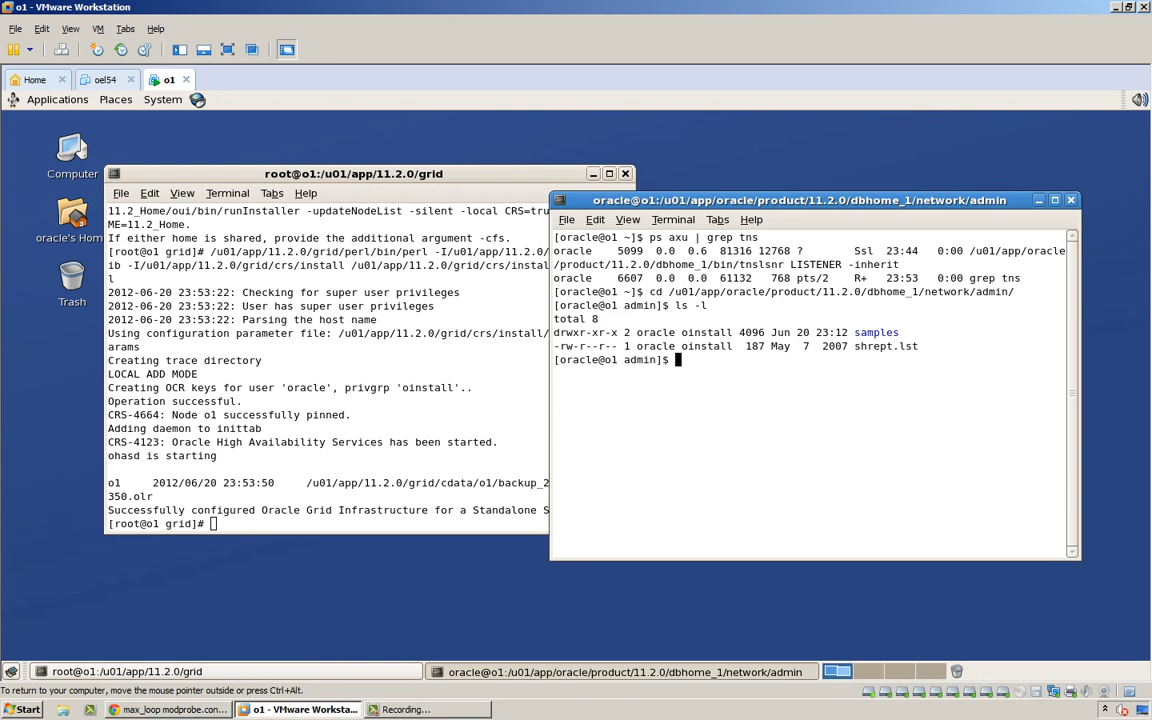 o1 - VMware Workstation
File Edit View VM Tabs Help
Home oel54 o1
Applications Places System
Computer
oracle's Hom
Trash
root@o1:/u01/app/11.2.0/grid
File Edit View Terminal Tabs Help
11.2_Home/oui/bin/runInstaller -updateNodeList -silent -local CRS=tru
ME=11.2_Home.
If either home is shared, provide the additional argument -cfs.
[root@o1 grid]# /u01/app/11.2.0/grid/perl/bin/perl -I/u01/app/11.2.0/
ib -I/u01/app/11.2.0/grid/crs/install /u01/app/11.2.0/grid/crs/instal
l
2012-06-20 23:53:22: Checking for super user privileges
2012-06-20 23:53:22: User has super user privileges
2012-06-20 23:53:22: Parsing the host name
Using configuration parameter file: /u01/app/11.2.0/grid/crs/install/
arams
Creating trace directory
LOCAL ADD MODE
Creating OCR keys for user 'oracle', privgrp 'oinstall'..
Operation successful.
CRS-4664: Node o1 successfully pinned.
Adding daemon to inittab
CRS-4123: Oracle High Availability Services has been started.
ohasd is starting
o1 2012/06/20 23:53:50 /u01/app/11.2.0/grid/cdata/o1/backup_2
350.olr
Successfully configured Oracle Grid Infrastructure for a Standalone S
[root@o1 grid]#
oracle@o1:/u01/app/oracle/product/11.2.0/dbhome_1/network/admin
File Edit View Terminal Tabs Help
[oracle@o1 ~]$ ps axu | grep tns
oracle 5099 0.0 0.6 81316 12768 ? Ssl 23:44 0:00 /u01/app/oracle
/product/11.2.0/dbhome_1/bin/tnslsnr LISTENER -inherit
oracle 6607 0.0 0.0 61132 768 pts/2 R+ 23:53 0:00 grep tns
[oracle@o1 ~]$ cd /u01/app/oracle/product/11.2.0/dbhome_1/network/admin/
[oracle@o1 admin]$ ls -l
total 8
drwxr-xr-x 2 oracle oinstall 4096 Jun 20 23:12 samples
-rw-r--r-- 1 oracle oinstall 187 May 7 2007 shrept.lst
[oracle@o1 admin]$
root@o1:/u01/app/11.2.0/grid
oracle@o1:/u01/app/oracle/product/11.2.0/dbhome_1/network/admin
To return to your computer, move the mouse pointer outside or press Ctrl+Alt.
Start max_loop modprobe.con... o1 - VMware Worksta... Recording...